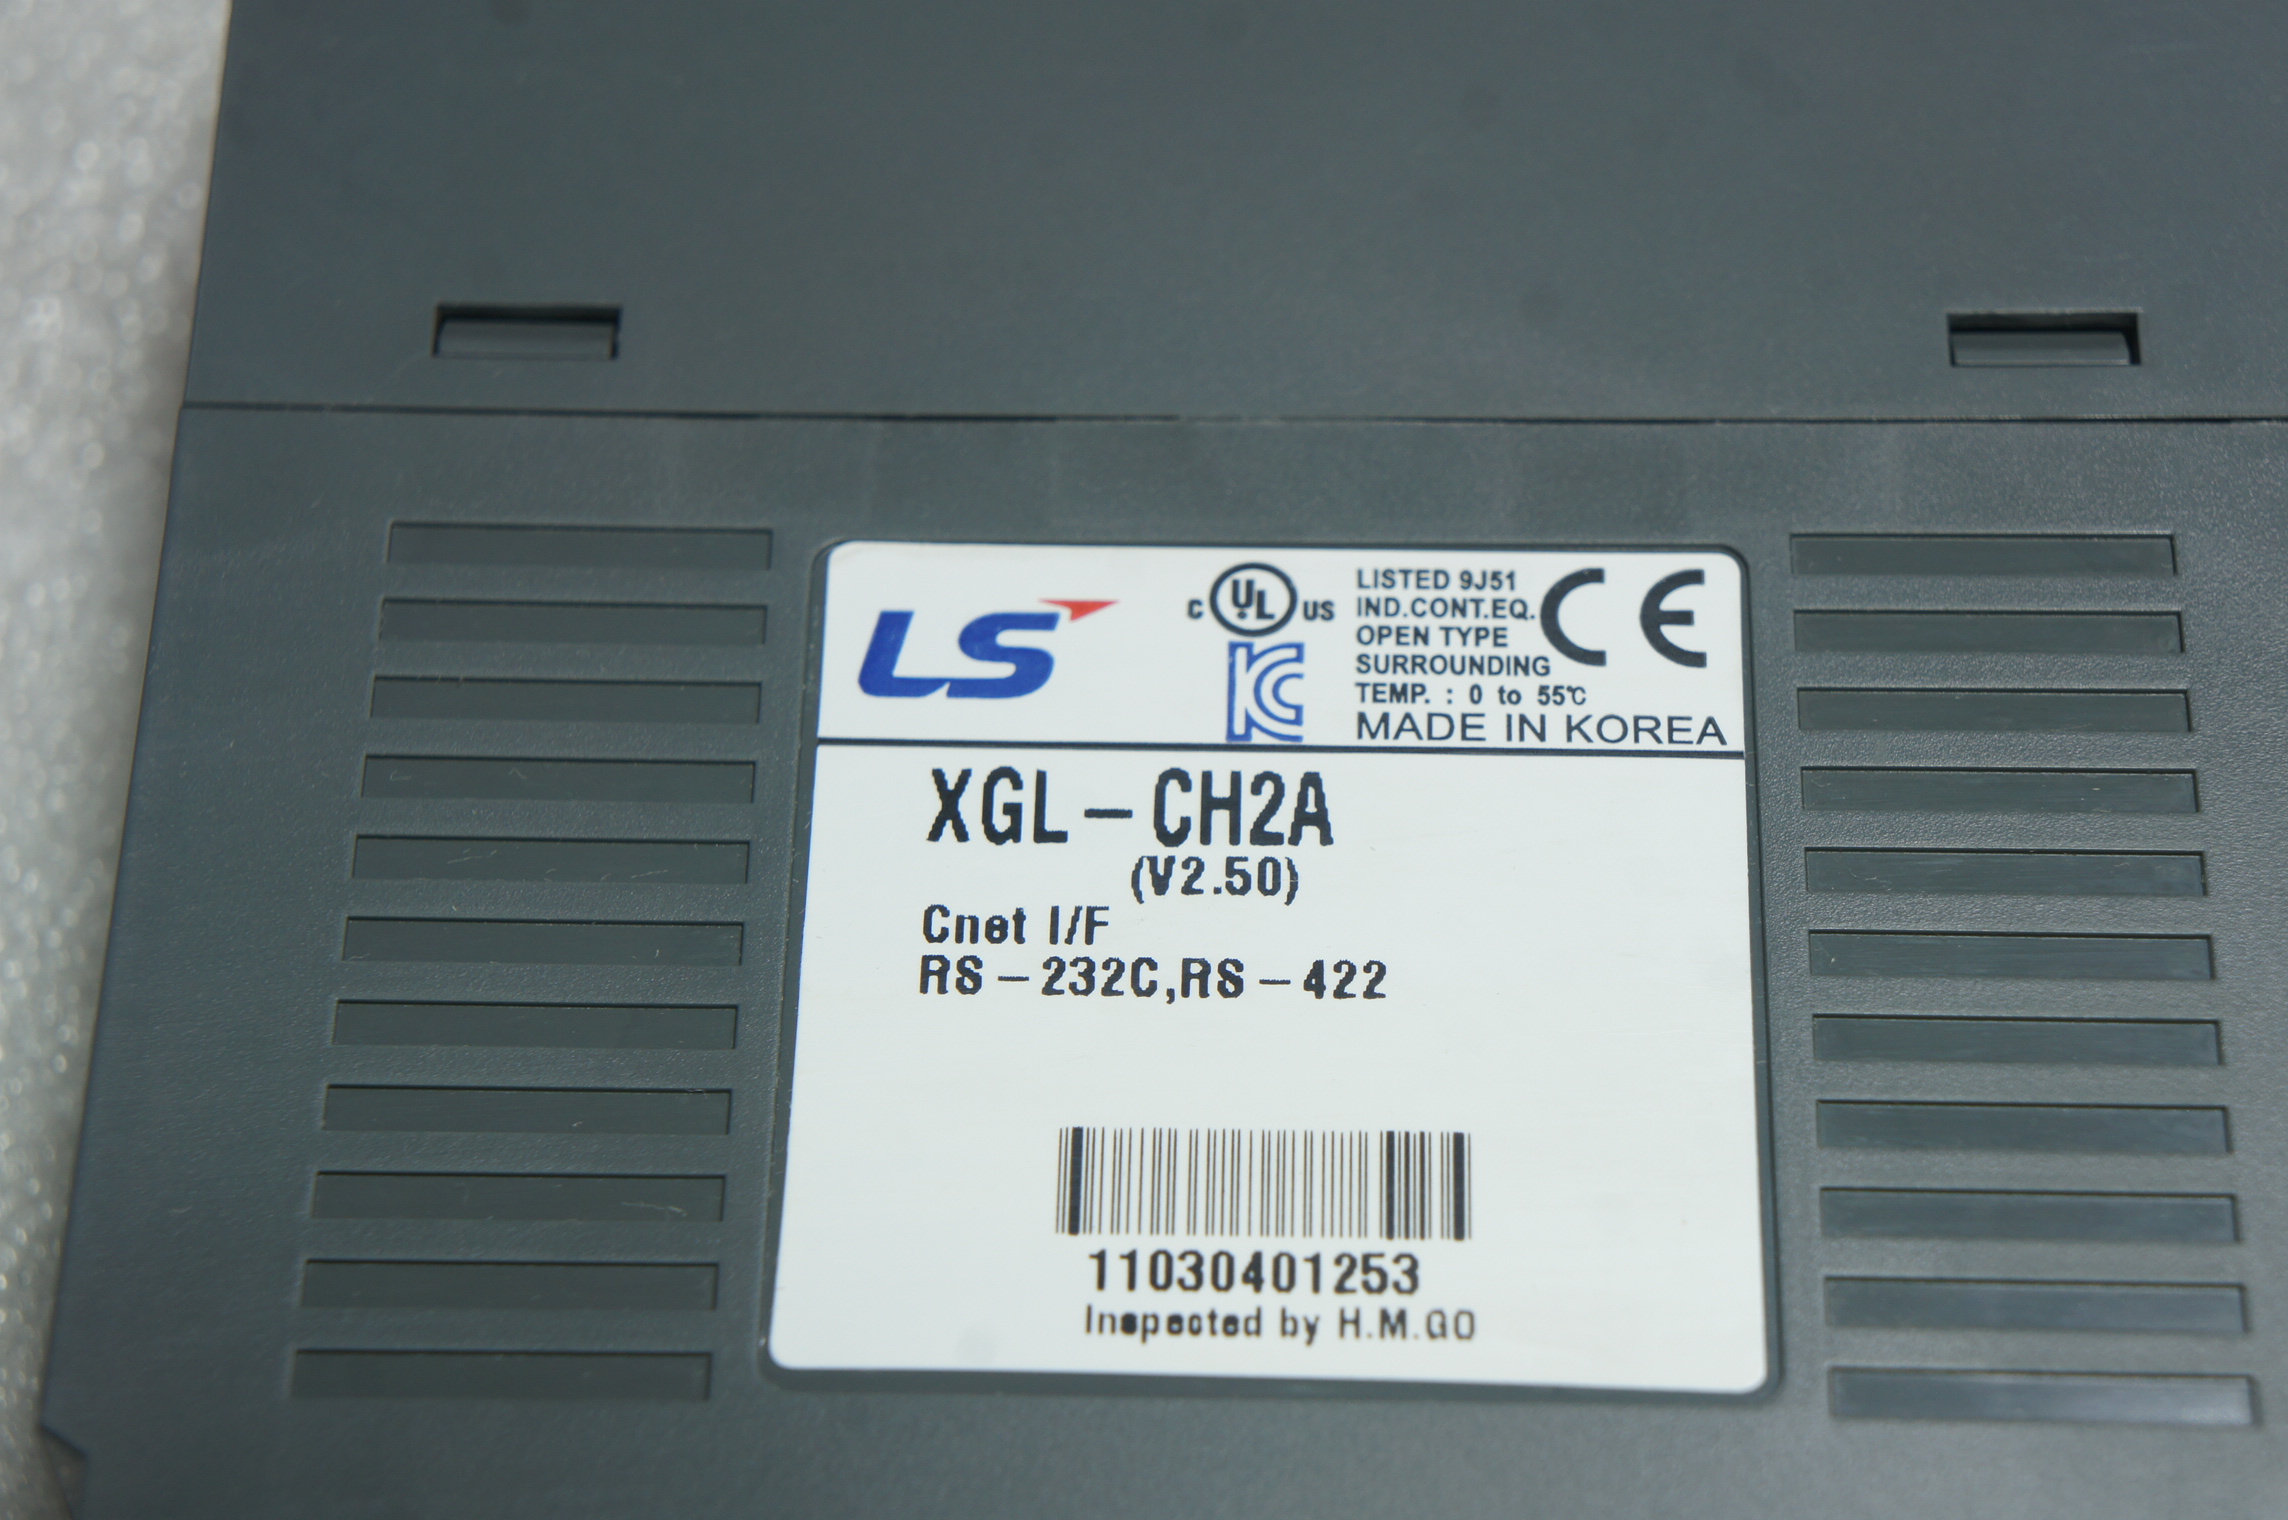 LS
C UL US
LISTED 9J51
IND.CONT.EQ.
OPEN TYPE
SURROUNDING
TEMP. : 0 to 55℃
MADE IN KOREA
CE
KC
XGL-CH2A
(V2.50)
Cnet I/F
RS-232C,RS-422
11030401253
Inspected by H.M.GO